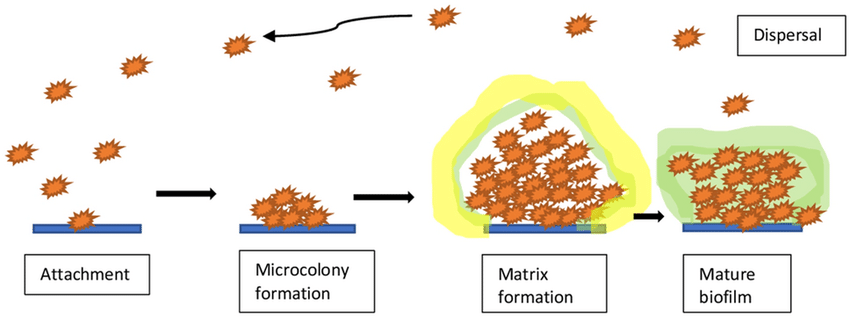 Dispersal
Attachment
Microcolony
formation
Matrix
formation
Mature
biofilm